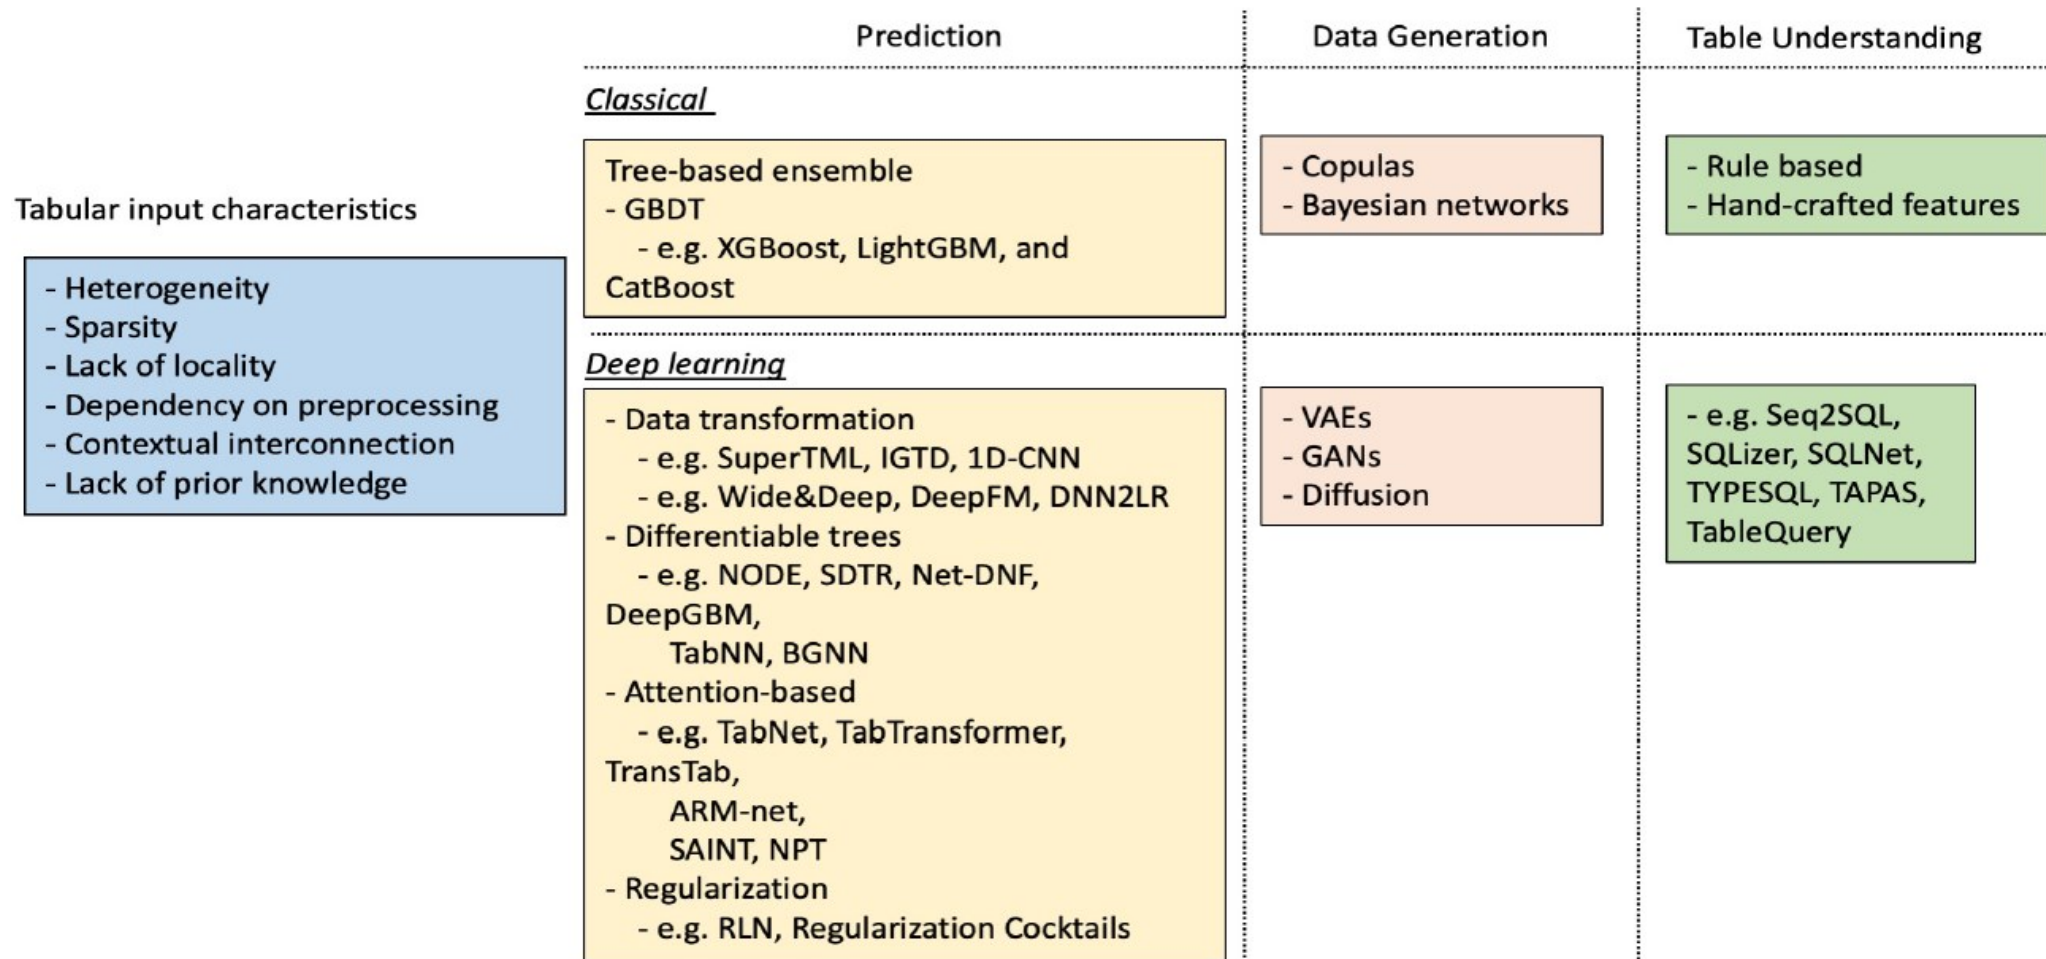 Prediction
Data Generation
Table Understanding
Tabular input characteristics
- Heterogeneity
- Sparsity
- Lack of locality
- Dependency on preprocessing
- Contextual interconnection
- Lack of prior knowledge
Classical
Tree-based ensemble
- GBDT
- e.g. XGBoost, LightGBM, and
CatBoost
- Copulas
- Bayesian networks
- Rule based
- Hand-crafted features
Deep learning
- Data transformation
- e.g. SuperTML, IGTD, 1D-CNN
- e.g. Wide&Deep, DeepFM, DNN2LR
- Differentiable trees
- e.g. NODE, SDTR, Net-DNF,
DeepGBM,
TabNN, BGNN
- Attention-based
- e.g. TabNet, TabTransformer,
TransTab,
ARM-net,
SAINT, NPT
- Regularization
- e.g. RLN, Regularization Cocktails
- VAEs
- GANs
- Diffusion
- e.g. Seq2SQL,
SQLizer, SQLNet,
TYPESQL, TAPAS,
TableQuery